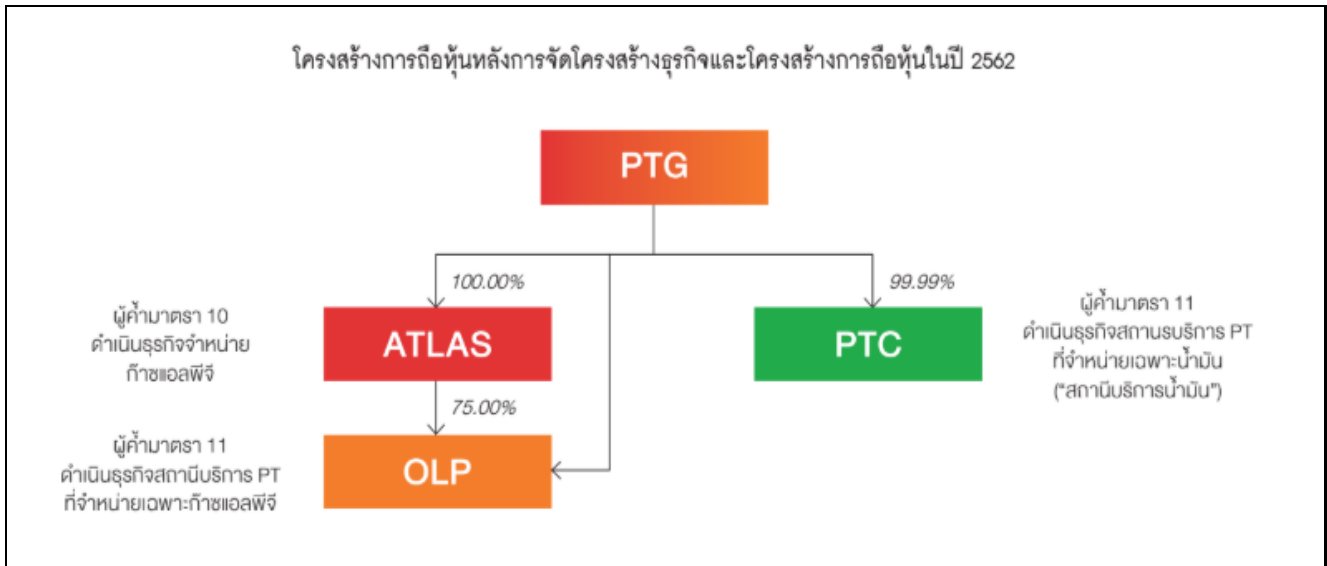 โครงสร้างการถือหุ้นหลังการจัดโครงสร้างธุรกิจและโครงสร้างการถือหุ้นในปี 2562
PTG
100.00%
99.99%
ผู้ค้ำมาตรา 10
ดำเนินธุรกิจจำหน่าย
ก๊าซแอลพีจี
ATLAS
PTC
ผู้ค้ำมาตรา 11
ดำเนินธุรกิจสถานรบริการ PT
ที่จำหน่ายเฉพาะน้ำมัน
("สถานีบริการน้ำมัน")
75.00%
ผู้ค้ำมาตรา 11
ดำเนินธุรกิจสถานีบริการ PT
ที่จำหน่ายเฉพาะก๊าซแอลพีจี
OLP